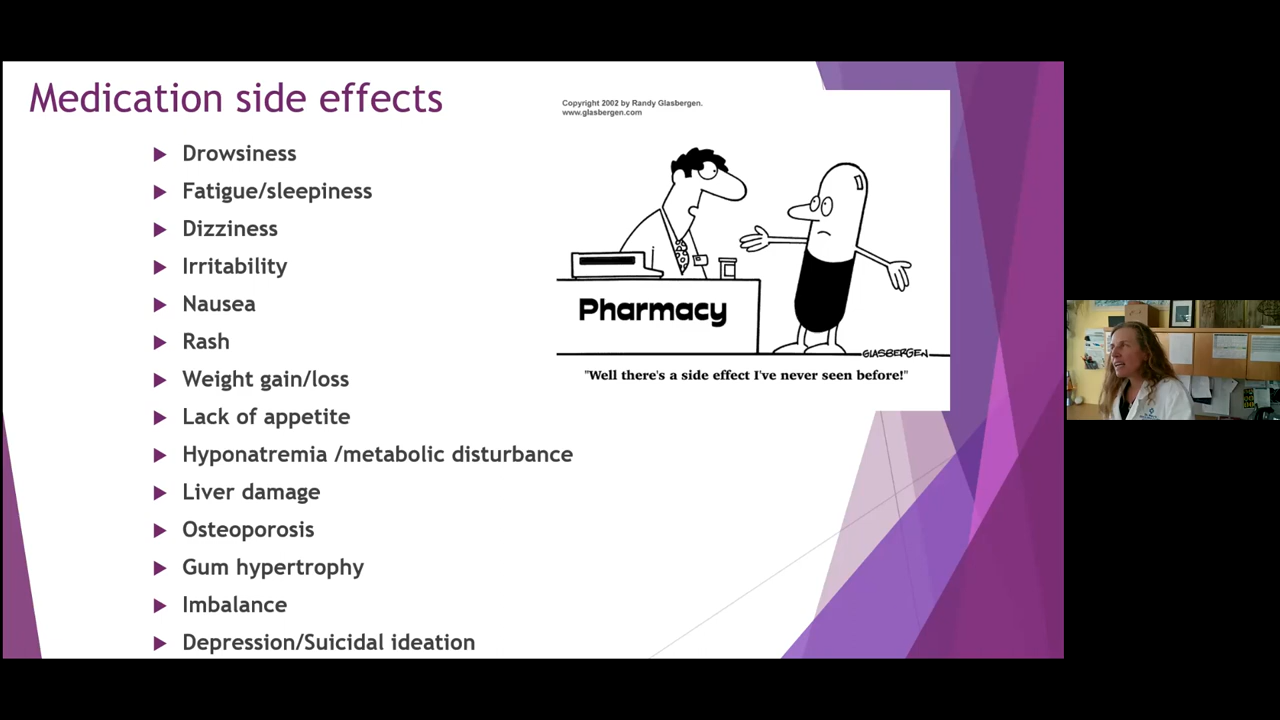 Medication side effects
Drowsiness
Fatigue/sleepiness
Dizziness
Irritability
Nausea
Rash
Weight gain/loss
Lack of appetite
Hyponatremia /metabolic disturbance
Liver damage
Osteoporosis
Gum hypertrophy
Imbalance
Depression/Suicidal ideation
Copyright 2002 by Randy Glasbergen.
www.glasbergen.com
Pharmacy
GLASBERGEN
"Well there's a side effect I've never seen before!"